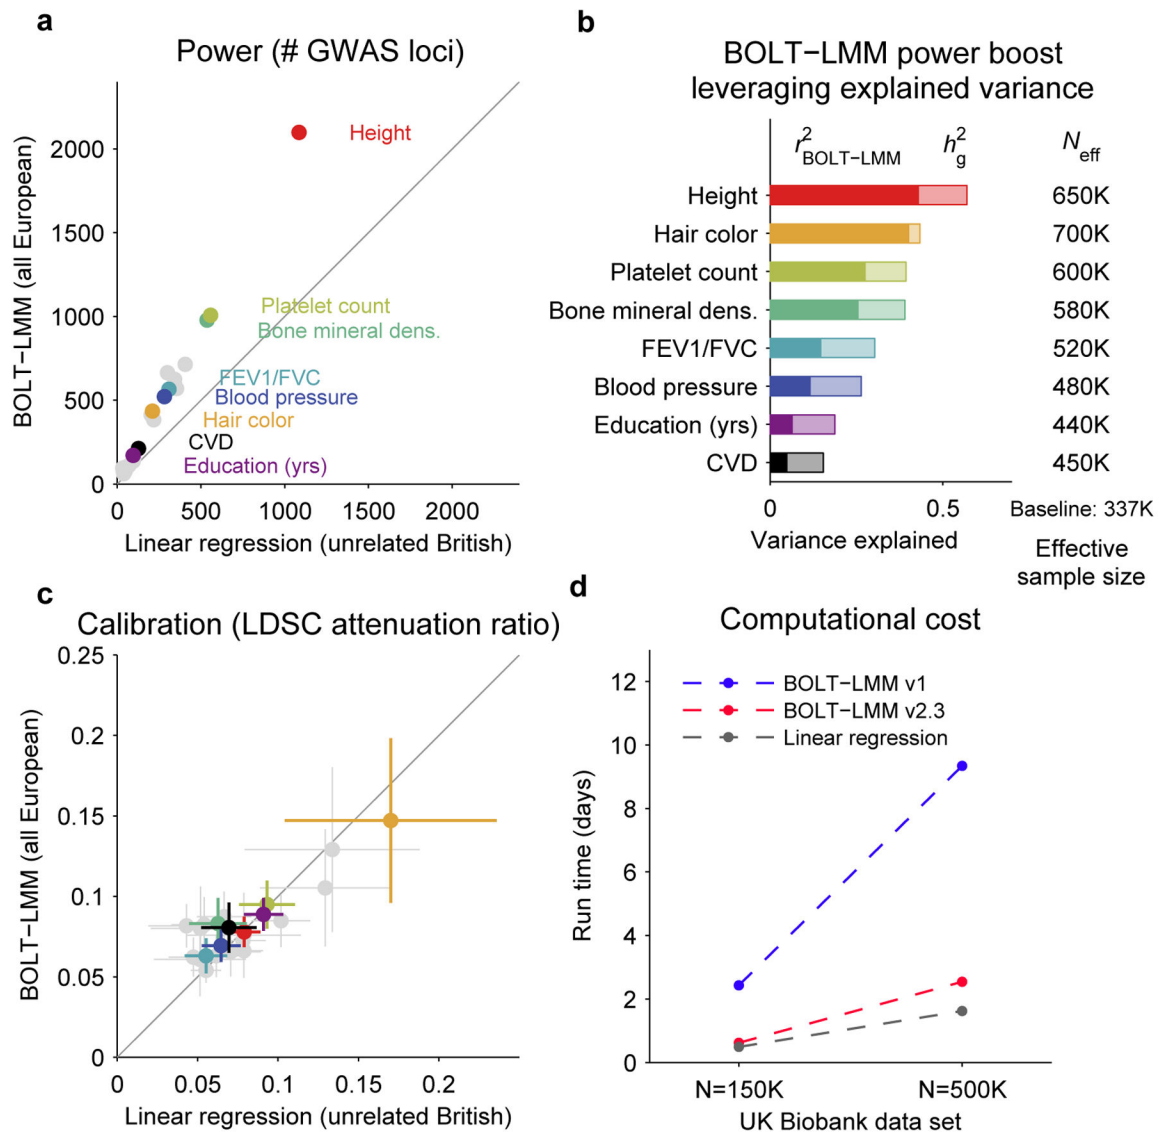 a
Power (# GWAS loci)
BOLT−LMM (all European)
2000
1500
1000
500
0
Height
Platelet count
Bone mineral dens.
FEV1/FVC
Blood pressure
Hair color
CVD
Education (yrs)
0 500 1000 1500 2000
Linear regression (unrelated British)
b
BOLT−LMM power boost
leveraging explained variance
r²BOLT−LMM h²g Neff
Height 650K
Hair color 700K
Platelet count 600K
Bone mineral dens. 580K
FEV1/FVC 520K
Blood pressure 480K
Education (yrs) 440K
CVD 450K
0 0.5 Baseline: 337K
Variance explained
Effective
sample size
c
Calibration (LDSC attenuation ratio)
BOLT−LMM (all European)
0.25
0.2
0.15
0.1
0.05
0
0 0.05 0.1 0.15 0.2
Linear regression (unrelated British)
d
Computational cost
Run time (days)
12
10
8
6
4
2
0
BOLT−LMM v1
BOLT−LMM v2.3
Linear regression
N=150K N=500K
UK Biobank data set